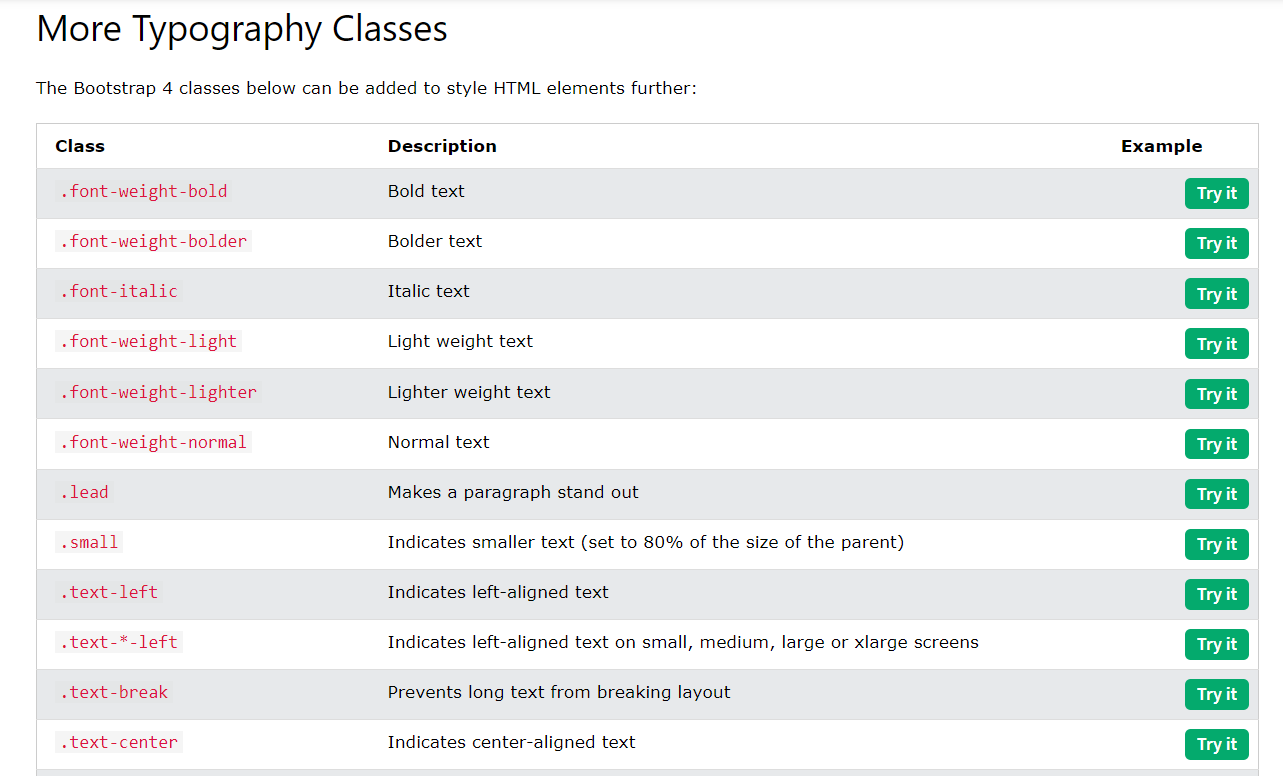 More Typography Classes
The Bootstrap 4 classes below can be added to style HTML elements further:
Class Description Example
.font-weight-bold Bold text Try it
.font-weight-bolder Bolder text Try it
.font-italic Italic text Try it
.font-weight-light Light weight text Try it
.font-weight-lighter Lighter weight text Try it
.font-weight-normal Normal text Try it
.lead Makes a paragraph stand out Try it
.small Indicates smaller text (set to 80% of the size of the parent) Try it
.text-left Indicates left-aligned text Try it
.text-*-left Indicates left-aligned text on small, medium, large or xlarge screens Try it
.text-break Prevents long text from breaking layout Try it
.text-center Indicates center-aligned text Try it